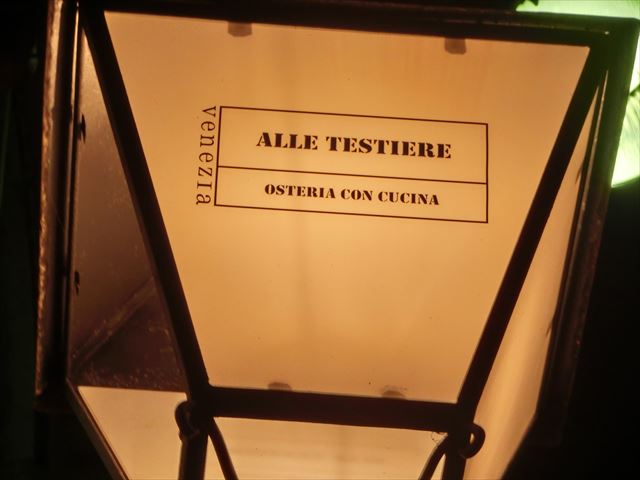 venezia
ALLE TESTIERE
OSTERIA CON CUCINA